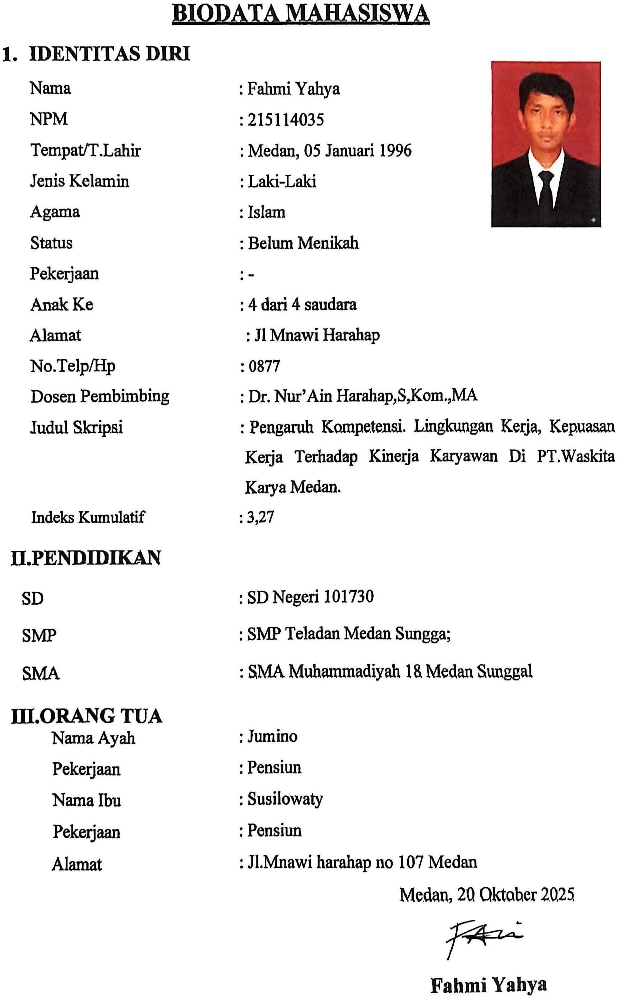 BIODATA MAHASISWA
1. IDENTITAS DIRI
Nama : Fahmi Yahya
NPM : 215114035
Tempat/T.Lahir : Medan, 05 Januari 1996
Jenis Kelamin : Laki-Laki
Agama : Islam
Status : Belum Menikah
Pekerjaan : -
Anak Ke : 4 dari 4 saudara
Alamat : Jl Mnawi Harahap
No.Telp/Hp : 0877
Dosen Pembimbing : Dr. Nur'Ain Harahap,S,Kom.,MA
Judul Skripsi : Pengaruh Kompetensi. Lingkungan Kerja, Kepuasan
Kerja Terhadap Kinerja Karyawan Di PT.Waskita
Karya Medan.
Indeks Kumulatif : 3,27
II.PENDIDIKAN
SD : SD Negeri 101730
SMP : SMP Teladan Medan Sungga;
SMA : SMA Muhammadiyah 18 Medan Sunggal
III.ORANG TUA
Nama Ayah : Jumino
Pekerjaan : Pensiun
Nama Ibu : Susilowaty
Pekerjaan : Pensiun
Alamat : Jl.Mnawi harahap no 107 Medan
Medan, 20 Oktober 2025
Fahmi Yahya